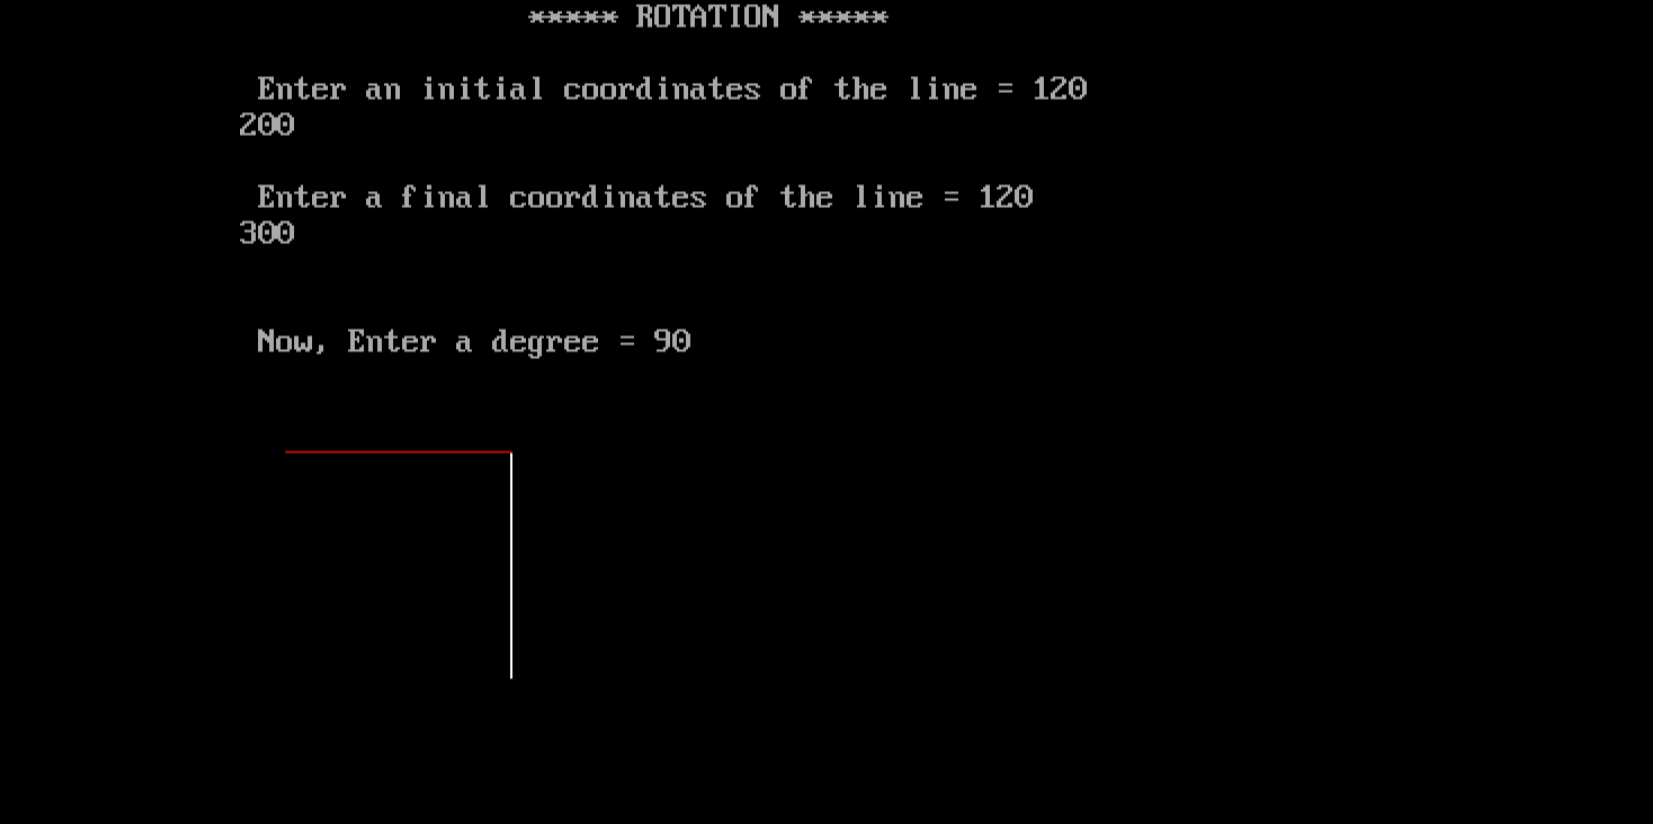 ***** ROTATION *****
Enter an initial coordinates of the line = 120
200
Enter a final coordinates of the line = 120
300
Now, Enter a degree = 90